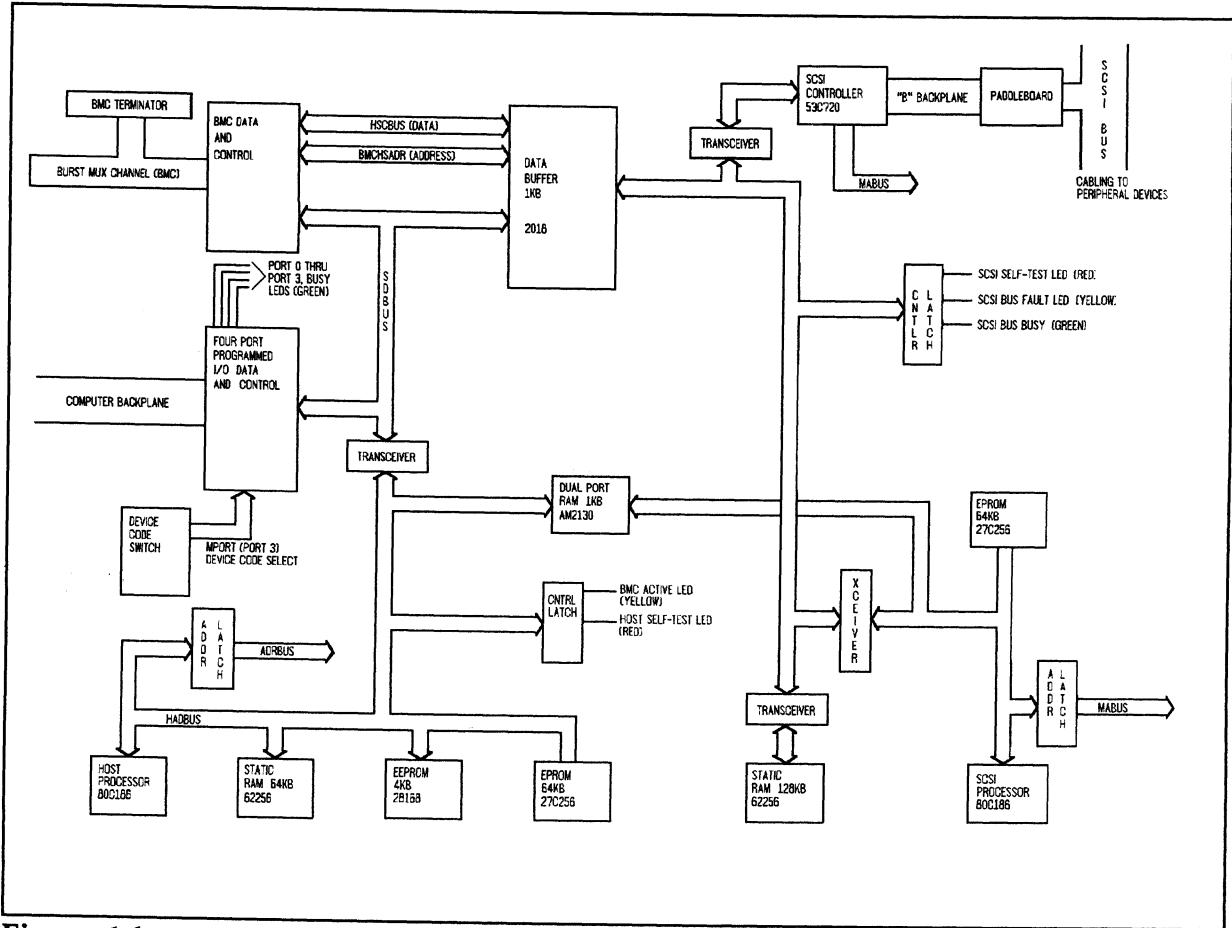 BMC TERMINATOR
BURST MUX CHANNEL (BMC)
BMC DATA
AND
CONTROL
HSCBUS (DATA)
BMCHSADR (ADDRESS)
DATA
BUFFER
1KB
2018
TRANSCEIVER
SCSI
CONTROLLER
53C720
"B" BACKPLANE
PADDLEBOARD
SCSI BUS
MABUS
CABLING TO
PERIPHERAL DEVICES
PORT 0 THRU
PORT 3, BUSY
LEDS (GREEN)
SDBUS
FOUR PORT
PROGRAMMED
I/O DATA
AND CONTROL
COMPUTER BACKPLANE
CNTLR
LATCH
SCSI SELF-TEST LED (RED)
SCSI BUS FAULT LED (YELLOW)
SCSI BUS BUSY (GREEN)
TRANSCEIVER
DEVICE
CODE
SWITCH
MPORT (PORT 3)
DEVICE CODE SELECT
DUAL PORT
RAM 1KB
AM2130
EPROM
64KB
27C256
CNTRL
LATCH
BMC ACTIVE LED
(YELLOW)
HOST SELF-TEST LED
(RED)
XCEIVER
ADDR
LATCH
ADRBUS
HADBUS
TRANSCEIVER
ADDR
LATCH
MABUS
HOST
PROCESSOR
80C186
STATIC
RAM 64KB
62256
EEPROM
4KB
28168
EPROM
64KB
27C256
STATIC
RAM 128KB
62256
SCSI
PROCESSOR
80C186